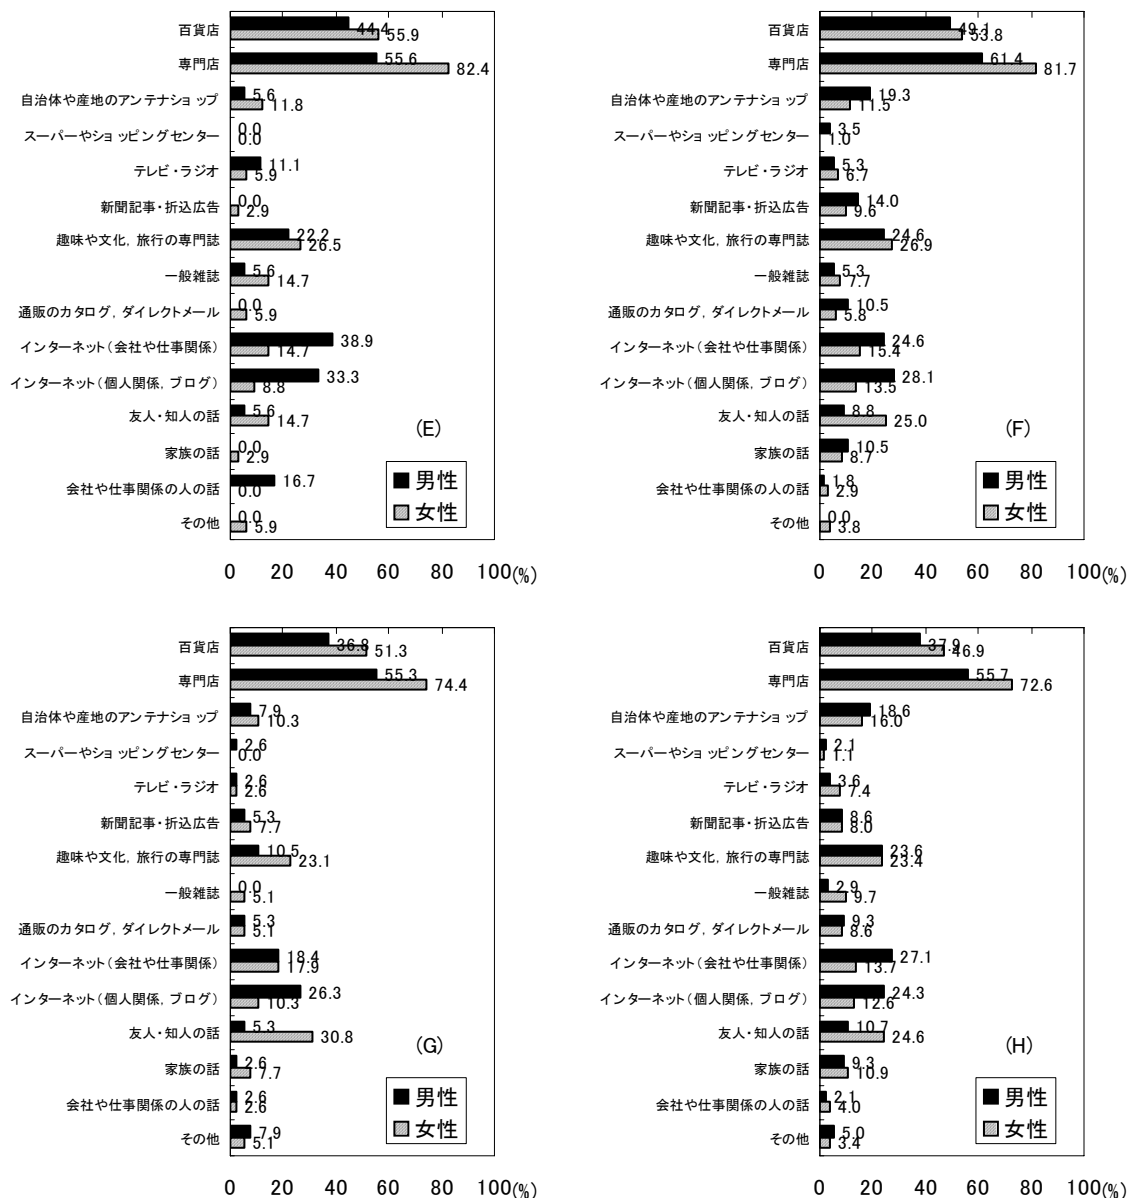 百貨店 44.4 55.9
専門店 55.6 82.4
自治体や産地のアンテナショップ 5.6 11.8
スーパーやショッピングセンター 0.0 0.0
テレビ・ラジオ 11.1 5.9
新聞記事・折込広告 0.0 2.9
趣味や文化, 旅行の専門誌 22.2 26.5
一般雑誌 5.6 14.7
通販のカタログ, ダイレクトメール 0.0 5.9
インターネット(会社や仕事関係) 38.9 14.7
インターネット(個人関係, ブログ) 33.3 8.8
友人・知人の話 5.6 14.7
(E)
家族の話 0.0 2.9
会社や仕事関係の人の話 16.7 0.0
その他 0.0 5.9
男性
女性
0 20 40 60 80 100(%)
百貨店 49.1 53.8
専門店 61.4 81.7
自治体や産地のアンテナショップ 19.3 11.5
スーパーやショッピングセンター 3.5 1.0
テレビ・ラジオ 5.3 6.7
新聞記事・折込広告 14.0 9.6
趣味や文化, 旅行の専門誌 24.6 26.9
一般雑誌 5.3 7.7
通販のカタログ, ダイレクトメール 10.5 5.8
インターネット(会社や仕事関係) 24.6 15.4
インターネット(個人関係, ブログ) 28.1 13.5
友人・知人の話 8.8 25.0
(F)
家族の話 10.5 8.7
会社や仕事関係の人の話 1.8 2.9
その他 0.0 3.8
男性
女性
0 20 40 60 80 100(%)
百貨店 36.8 51.3
専門店 55.3 74.4
自治体や産地のアンテナショップ 7.9 10.3
スーパーやショッピングセンター 2.6 0.0
テレビ・ラジオ 2.6 2.6
新聞記事・折込広告 5.3 7.7
趣味や文化, 旅行の専門誌 10.5 23.1
一般雑誌 0.0 5.1
通販のカタログ, ダイレクトメール 5.3 5.1
インターネット(会社や仕事関係) 18.4 17.9
インターネット(個人関係, ブログ) 26.3 10.3
友人・知人の話 5.3 30.8
(G)
家族の話 2.6 7.7
会社や仕事関係の人の話 2.6 2.6
その他 7.9 5.1
男性
女性
0 20 40 60 80 100(%)
百貨店 37.9 46.9
専門店 55.7 72.6
自治体や産地のアンテナショップ 18.6 16.0
スーパーやショッピングセンター 2.1 1.1
テレビ・ラジオ 3.6 7.4
新聞記事・折込広告 8.6 8.0
趣味や文化, 旅行の専門誌 23.6 23.4
一般雑誌 2.9 9.7
通販のカタログ, ダイレクトメール 9.3 8.6
インターネット(会社や仕事関係) 27.1 13.7
インターネット(個人関係, ブログ) 24.3 12.6
友人・知人の話 10.7 24.6
(H)
家族の話 9.3 10.9
会社や仕事関係の人の話 2.1 4.0
その他 5.0 3.4
男性
女性
0 20 40 60 80 100(%)